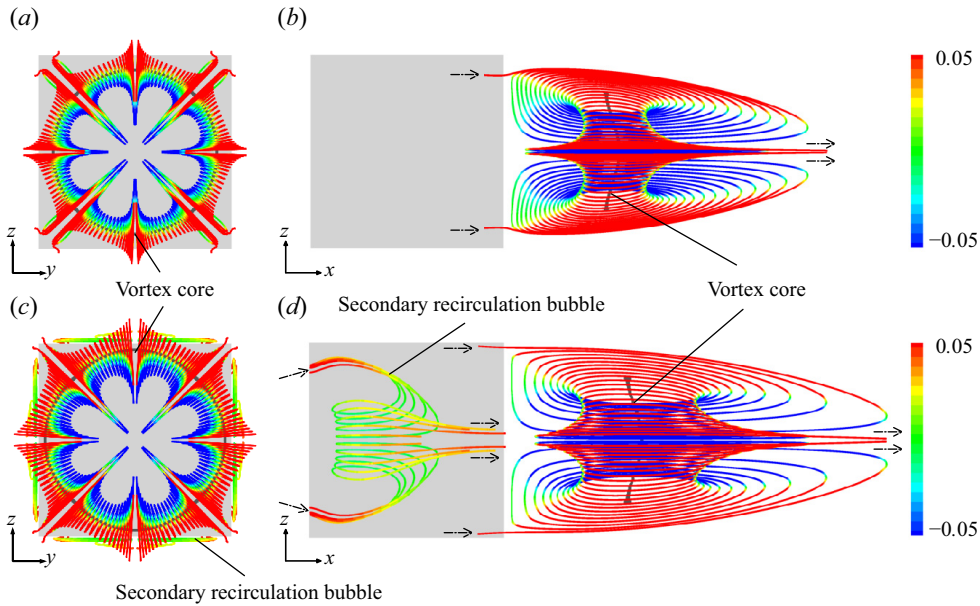 (a)
(b)
0.05
−0.05
z
y
z
x
Vortex core
Secondary recirculation bubble
Vortex core
(c)
(d)
0.05
−0.05
z
y
z
x
Secondary recirculation bubble